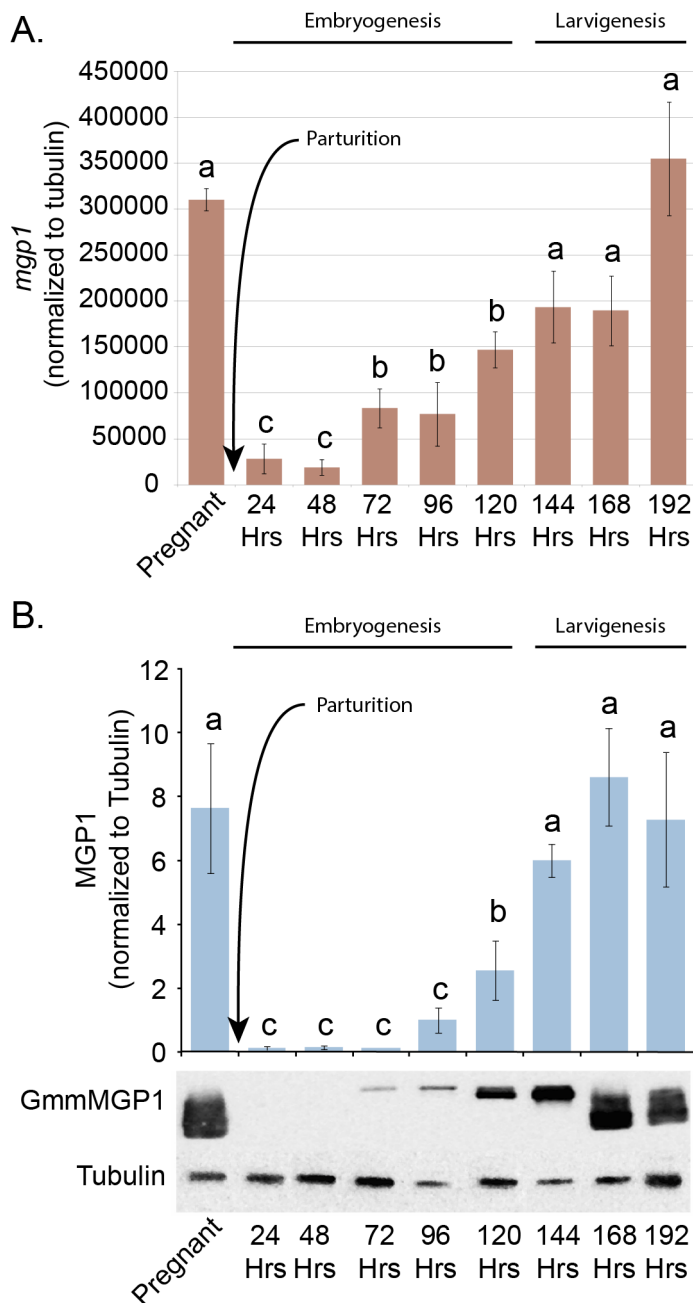 A.
Embryogenesis
Larvigenesis
mgp1
(normalized to tubulin)
450000
400000
350000
300000
250000
200000
150000
100000
50000
0
Parturition
a
c
c
b
b
b
a
a
a
Pregnant
24
Hrs
48
Hrs
72
Hrs
96
Hrs
120
Hrs
144
Hrs
168
Hrs
192
Hrs
B.
Embryogenesis
Larvigenesis
MGP1
(normalized to Tubulin)
12
10
8
6
4
2
0
Parturition
a
c
c
c
c
b
a
a
a
GmmMGP1
Tubulin
Pregnant
24
Hrs
48
Hrs
72
Hrs
96
Hrs
120
Hrs
144
Hrs
168
Hrs
192
Hrs